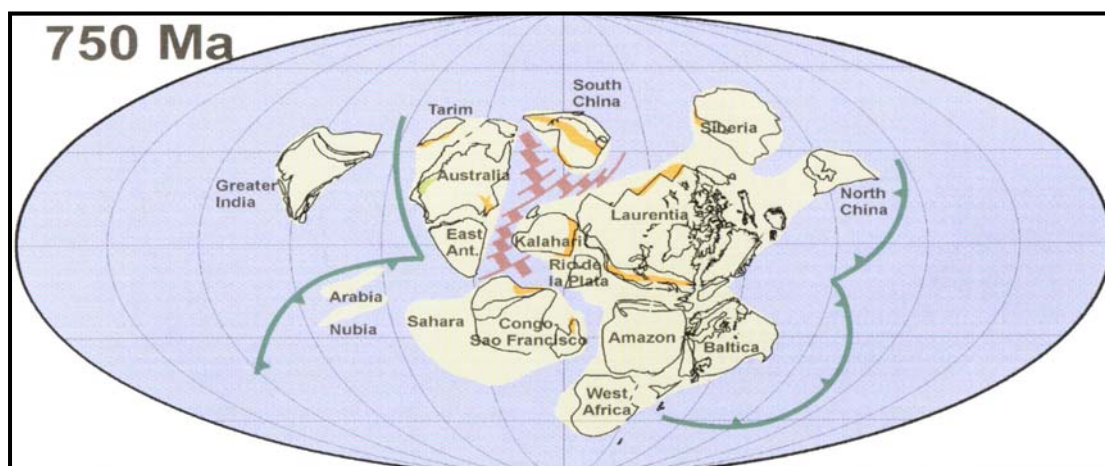 750 Ma
South
China
Tarim
Siberia
Australia
Greater
India
North
China
Laurentia
East
Ant.
Kalahari
Rio de
la Plata
Arabia
Nubia
Sahara
Congo
Sao Francisco
Amazon
Baltica
West
Africa